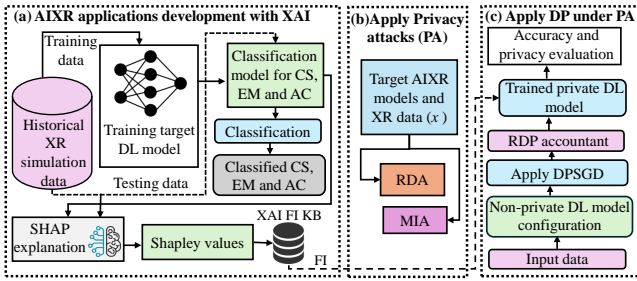 (a) AIXR applications development with XAI
Training
data
Historical
XR
simulation
data
Training target
DL model
Classification
model for CS,
EM and AC
Classification
Classified CS,
EM and AC
Testing data
SHAP
explanation
Shapley values
XAI FI KB
FI
(b)Apply Privacy
attacks (PA)
Target AIXR
models and
XR data (x)
RDA
MIA
(c) Apply DP under PA
Accuracy and
privacy evaluation
Trained private DL
model
RDP accountant
Apply DPSGD
Non-private DL model
configuration
Input data